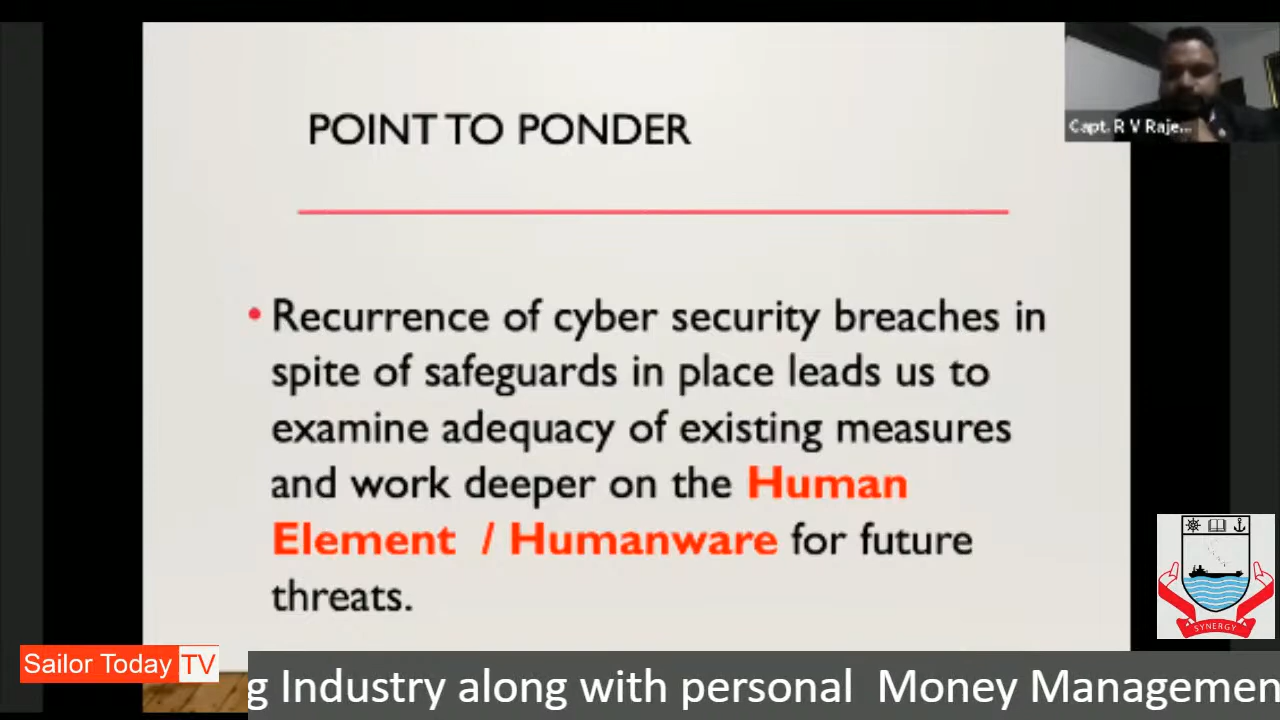 POINT TO PONDER
Capt. R V Raje...
• Recurrence of cyber security breaches in
spite of safeguards in place leads us to
examine adequacy of existing measures
and work deeper on the Human
Element / Humanware for future
threats.
SYNERGY
Sailor Today TV
g Industry along with personal Money Managemen